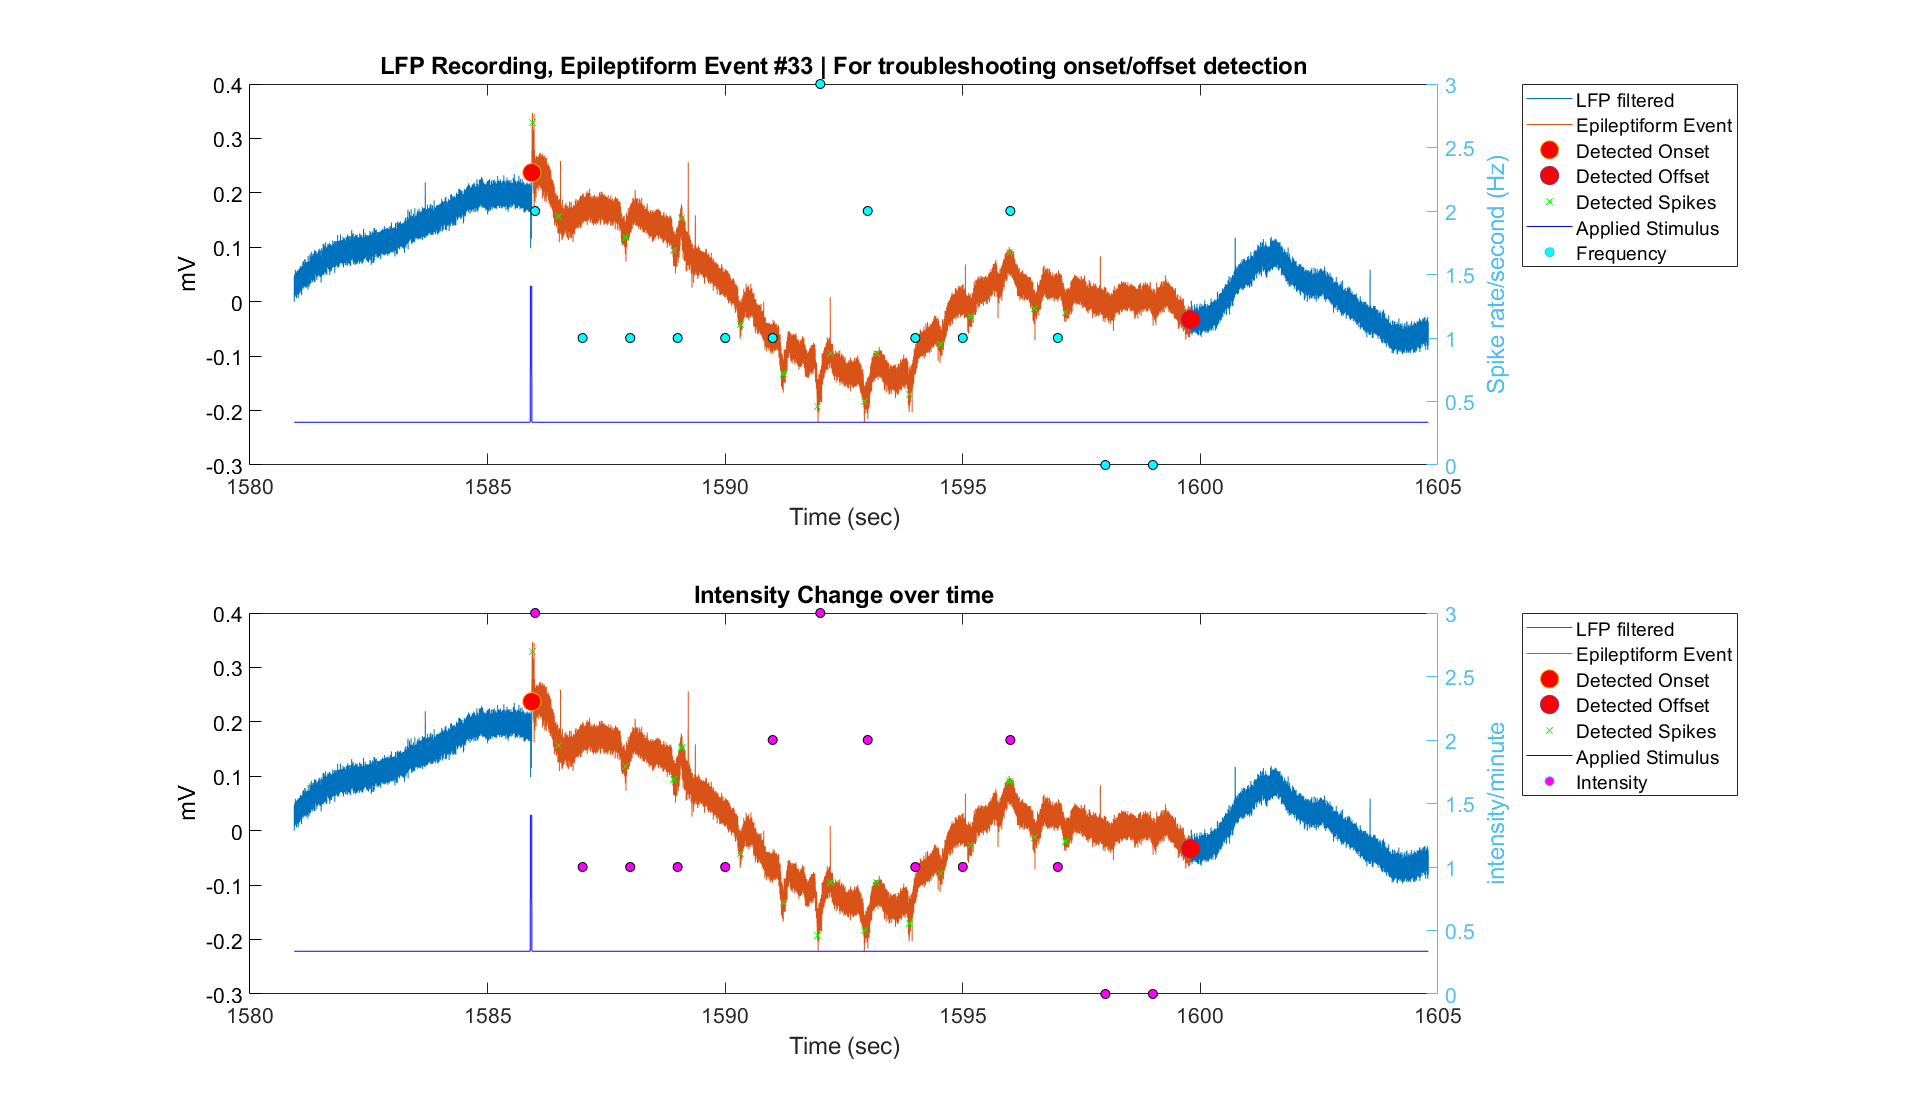 LFP Recording, Epileptiform Event #33 | For troubleshooting onset/offset detection
0.4
0.3
0.2
0.1
0
-0.1
-0.2
-0.3
mV
1580
1585
1590
1595
1600
1605
Time (sec)
3
2.5
2
1.5
1
0.5
0
Spike rate/second (Hz)
LFP filtered
Epileptiform Event
Detected Onset
Detected Offset
Detected Spikes
Applied Stimulus
Frequency
Intensity Change over time
0.4
0.3
0.2
0.1
0
-0.1
-0.2
-0.3
mV
1580
1585
1590
1595
1600
1605
Time (sec)
3
2.5
2
1.5
1
0.5
0
intensity/minute
LFP filtered
Epileptiform Event
Detected Onset
Detected Offset
Detected Spikes
Applied Stimulus
Intensity